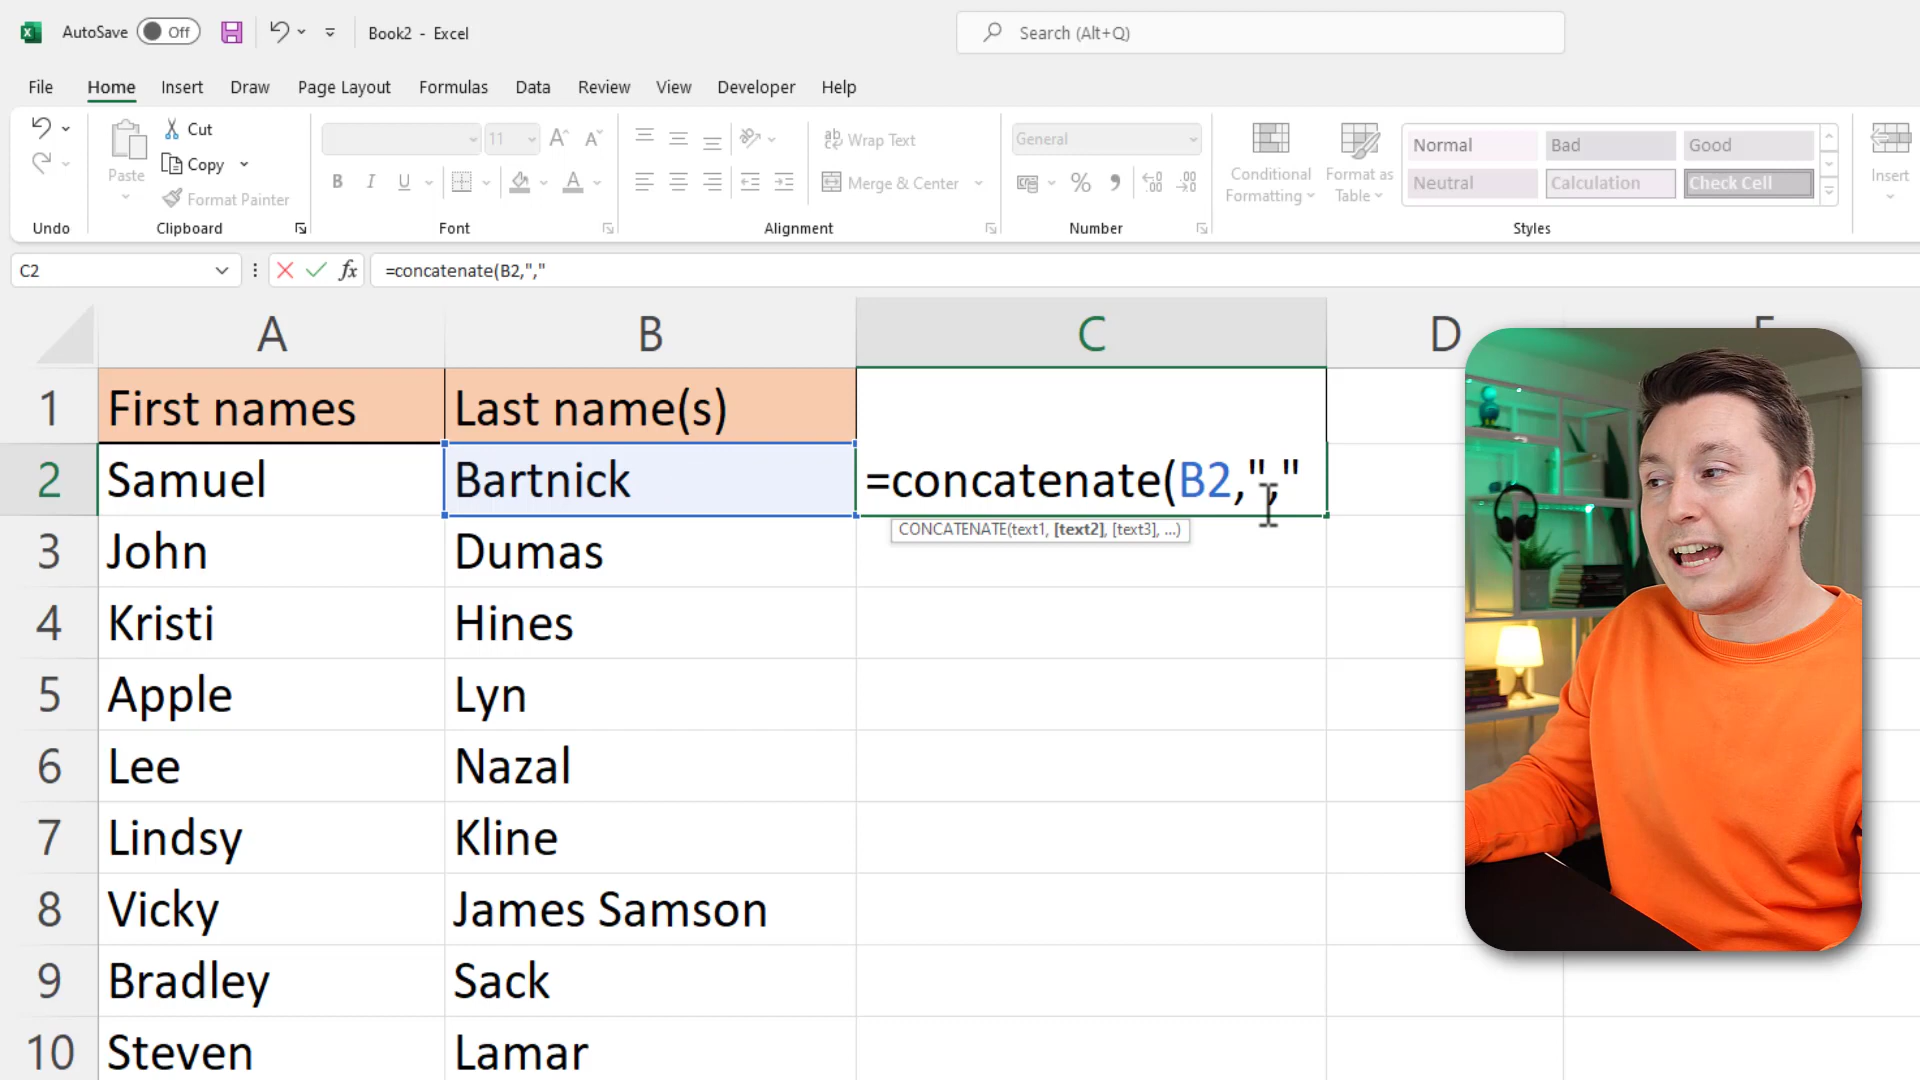 AutoSave Off Book2 - Excel Search (Alt+Q)
File Home Insert Draw Page Layout Formulas Data Review View Developer Help
Cut 11 ab Wrap Text General Normal Bad Good
Paste Copy B I U A Merge & Center % Conditional Formatting Format as Table Neutral Calculation Check Cell Insert
Format Painter
Undo Clipboard Font Alignment Number Styles
C2 fx =concatenate(B2,","
A B C D
1 First names Last name(s)
2 Samuel Bartnick =concatenate(B2,","
CONCATENATE(text1, [text2], [text3], ...)
3 John Dumas
4 Kristi Hines
5 Apple Lyn
6 Lee Nazal
7 Lindsy Kline
8 Vicky James Samson
9 Bradley Sack
10 Steven Lamar